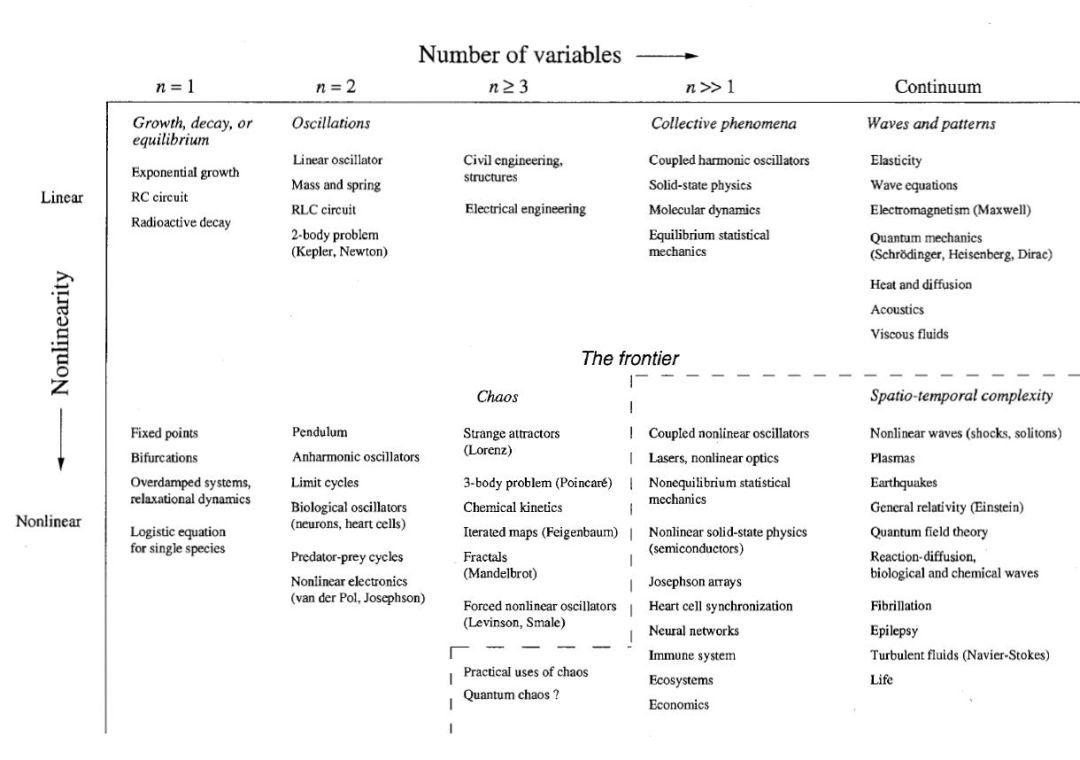 Number of variables
n = 1
n = 2
n ≥ 3
n >> 1
Continuum
Linear
Growth, decay, or
equilibrium
Exponential growth
RC circuit
Radioactive decay
Oscillations
Linear oscillator
Mass and spring
RLC circuit
2-body problem
(Kepler, Newton)
Civil engineering,
structures
Electrical engineering
Collective phenomena
Coupled harmonic oscillators
Solid-state physics
Molecular dynamics
Equilibrium statistical
mechanics
Waves and patterns
Elasticity
Wave equations
Electromagnetism (Maxwell)
Quantum mechanics
(Schrödinger, Heisenberg, Dirac)
Heat and diffusion
Acoustics
Viscous fluids
Nonlinearity
The frontier
Nonlinear
Fixed points
Bifurcations
Overdamped systems,
relaxational dynamics
Logistic equation
for single species
Pendulum
Anharmonic oscillators
Limit cycles
Biological oscillators
(neurons, heart cells)
Predator-prey cycles
Nonlinear electronics
(van der Pol, Josephson)
Chaos
Strange attractors
(Lorenz)
3-body problem (Poincaré)
Chemical kinetics
Iterated maps (Feigenbaum)
Fractals
(Mandelbrot)
Forced nonlinear oscillators
(Levinson, Smale)
Practical uses of chaos
Quantum chaos ?
Coupled nonlinear oscillators
Lasers, nonlinear optics
Nonequilibrium statistical
mechanics
Nonlinear solid-state physics
(semiconductors)
Josephson arrays
Heart cell synchronization
Neural networks
Immune system
Ecosystems
Economics
Spatio-temporal complexity
Nonlinear waves (shocks, solitons)
Plasmas
Earthquakes
General relativity (Einstein)
Quantum field theory
Reaction-diffusion,
biological and chemical waves
Fibrillation
Epilepsy
Turbulent fluids (Navier-Stokes)
Life